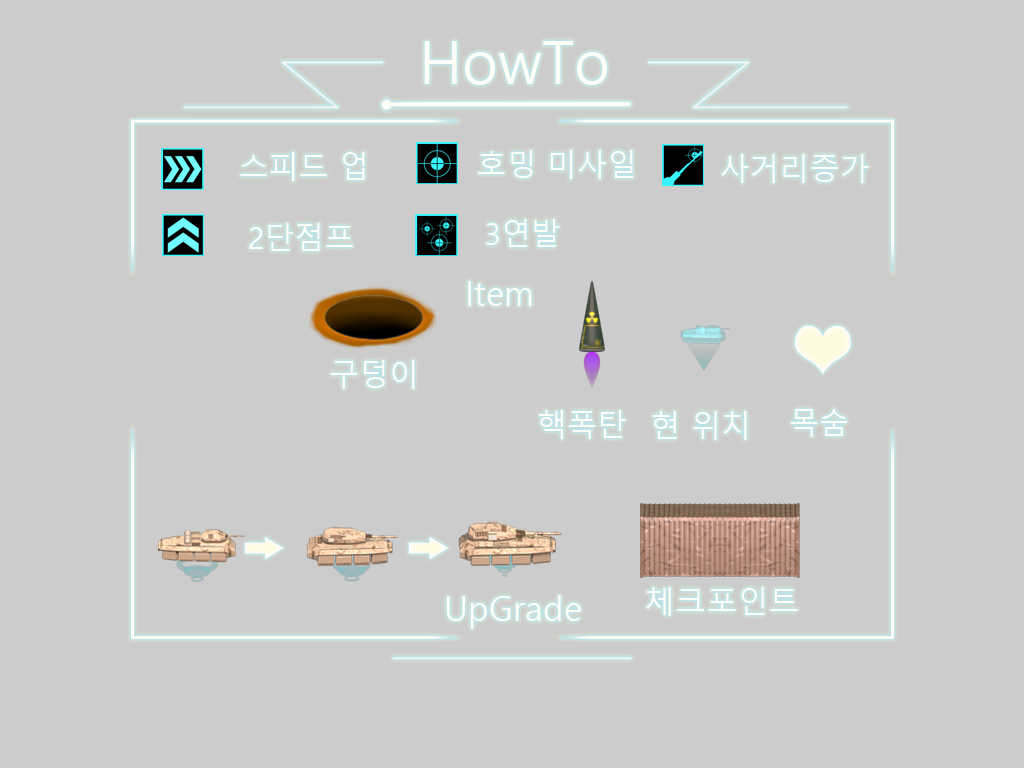 HowTo
스피드 업 호밍 미사일 사거리증가
2단점프 3연발
Item
구덩이
핵폭탄 현 위치 목숨
UpGrade
체크포인트